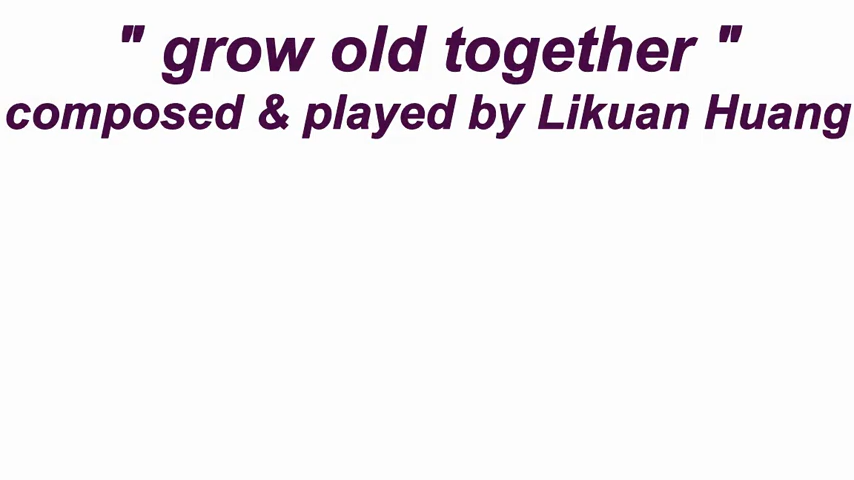 " grow old together "
composed & played by Likuan Huang